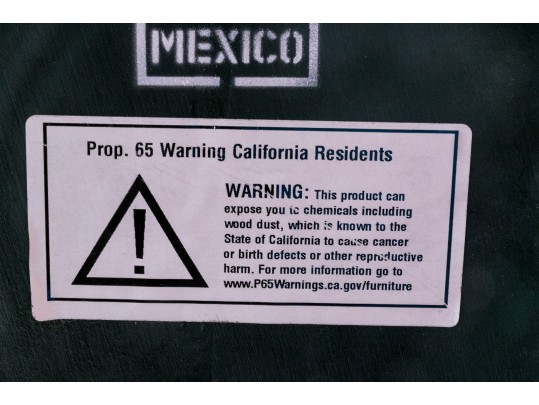 MEXICO
Prop. 65 Warning California Residents
WARNING: This product can
expose you to chemicals including
wood dust, which is known to the
State of California to cause cancer
or birth defects or other reproductive
harm. For more information go to
www.P65Warnings.ca.gov/furniture